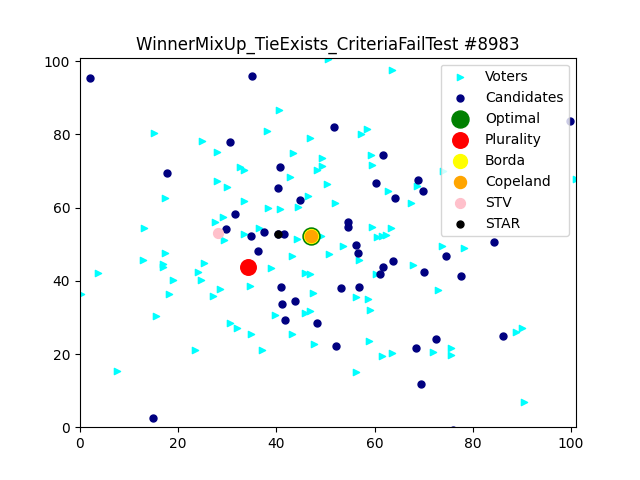 WinnerMixUp_TieExists_CriteriaFailTest #8983
100
80
60
40
20
0
0
20
40
60
80
100
Voters
Candidates
Optimal
Plurality
Borda
Copeland
STV
STAR